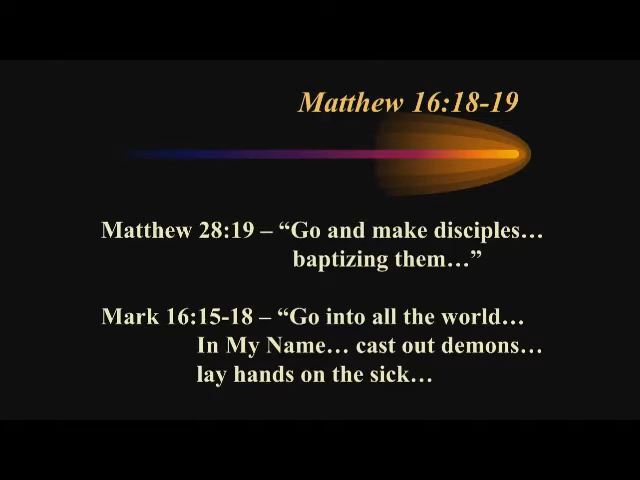 Matthew 16:18-19
Matthew 28:19 – “Go and make disciples…
baptizing them…”
Mark 16:15-18 – “Go into all the world…
In My Name… cast out demons…
lay hands on the sick…